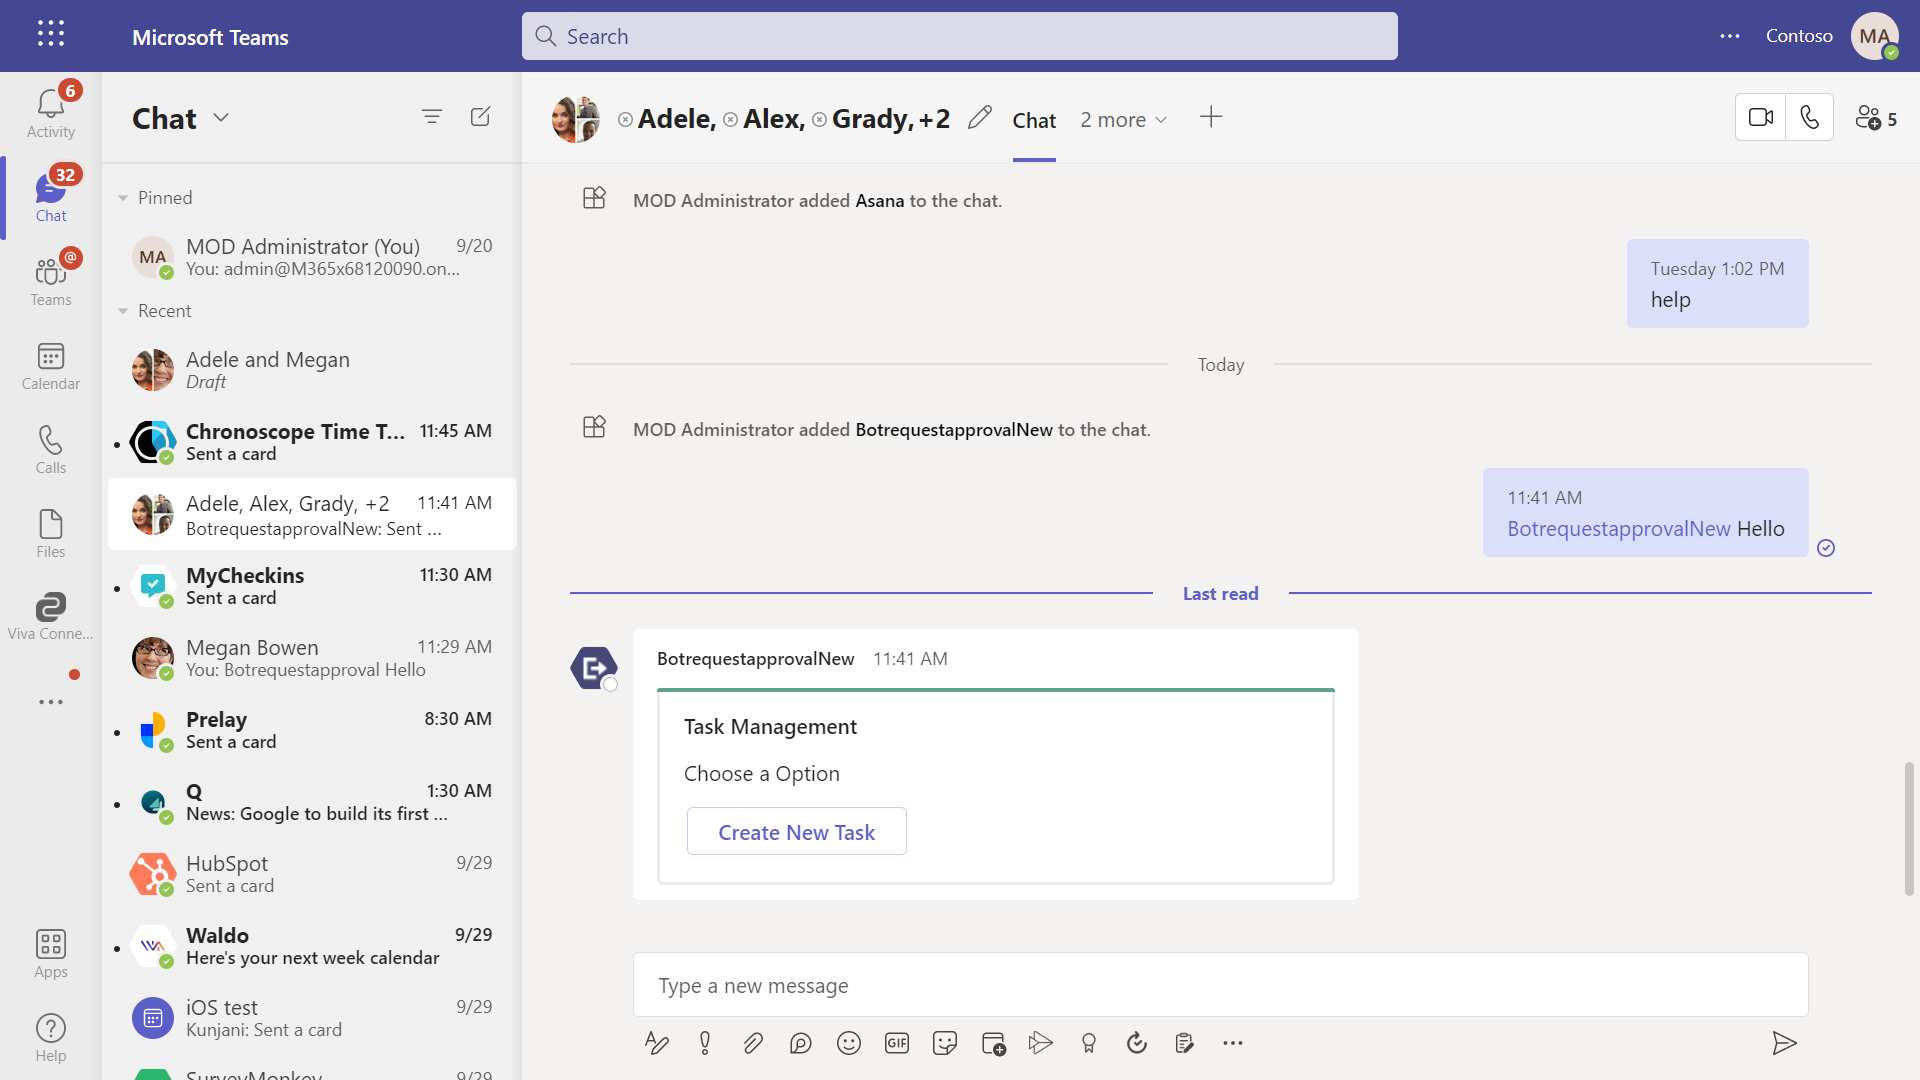 Microsoft Teams
Search
Contoso
MA
6
Activity
32
Chat
@
Teams
Calendar
Calls
Files
Viva Conne...
Apps
Help
Chat
Pinned
MA
MOD Administrator (You)
9/20
You: admin@M365x68120090.on...
Recent
Adele and Megan
Draft
Chronoscope Time T...
11:45 AM
Sent a card
Adele, Alex, Grady, +2
11:41 AM
BotrequestapprovalNew: Sent ...
MyCheckins
11:30 AM
Sent a card
Megan Bowen
11:29 AM
You: Botrequestapproval Hello
Prelay
8:30 AM
Sent a card
Q
1:30 AM
News: Google to build its first ...
HubSpot
9/29
Sent a card
Waldo
9/29
Here's your next week calendar
iOS test
9/29
Kunjani: Sent a card
SurveyMonkey
9/29
Adele, Alex, Grady, +2
Chat
2 more
5
MOD Administrator added Asana to the chat.
Tuesday 1:02 PM
help
Today
MOD Administrator added BotrequestapprovalNew to the chat.
11:41 AM
BotrequestapprovalNew Hello
Last read
BotrequestapprovalNew 11:41 AM
Task Management
Choose a Option
Create New Task
Type a new message
GIF